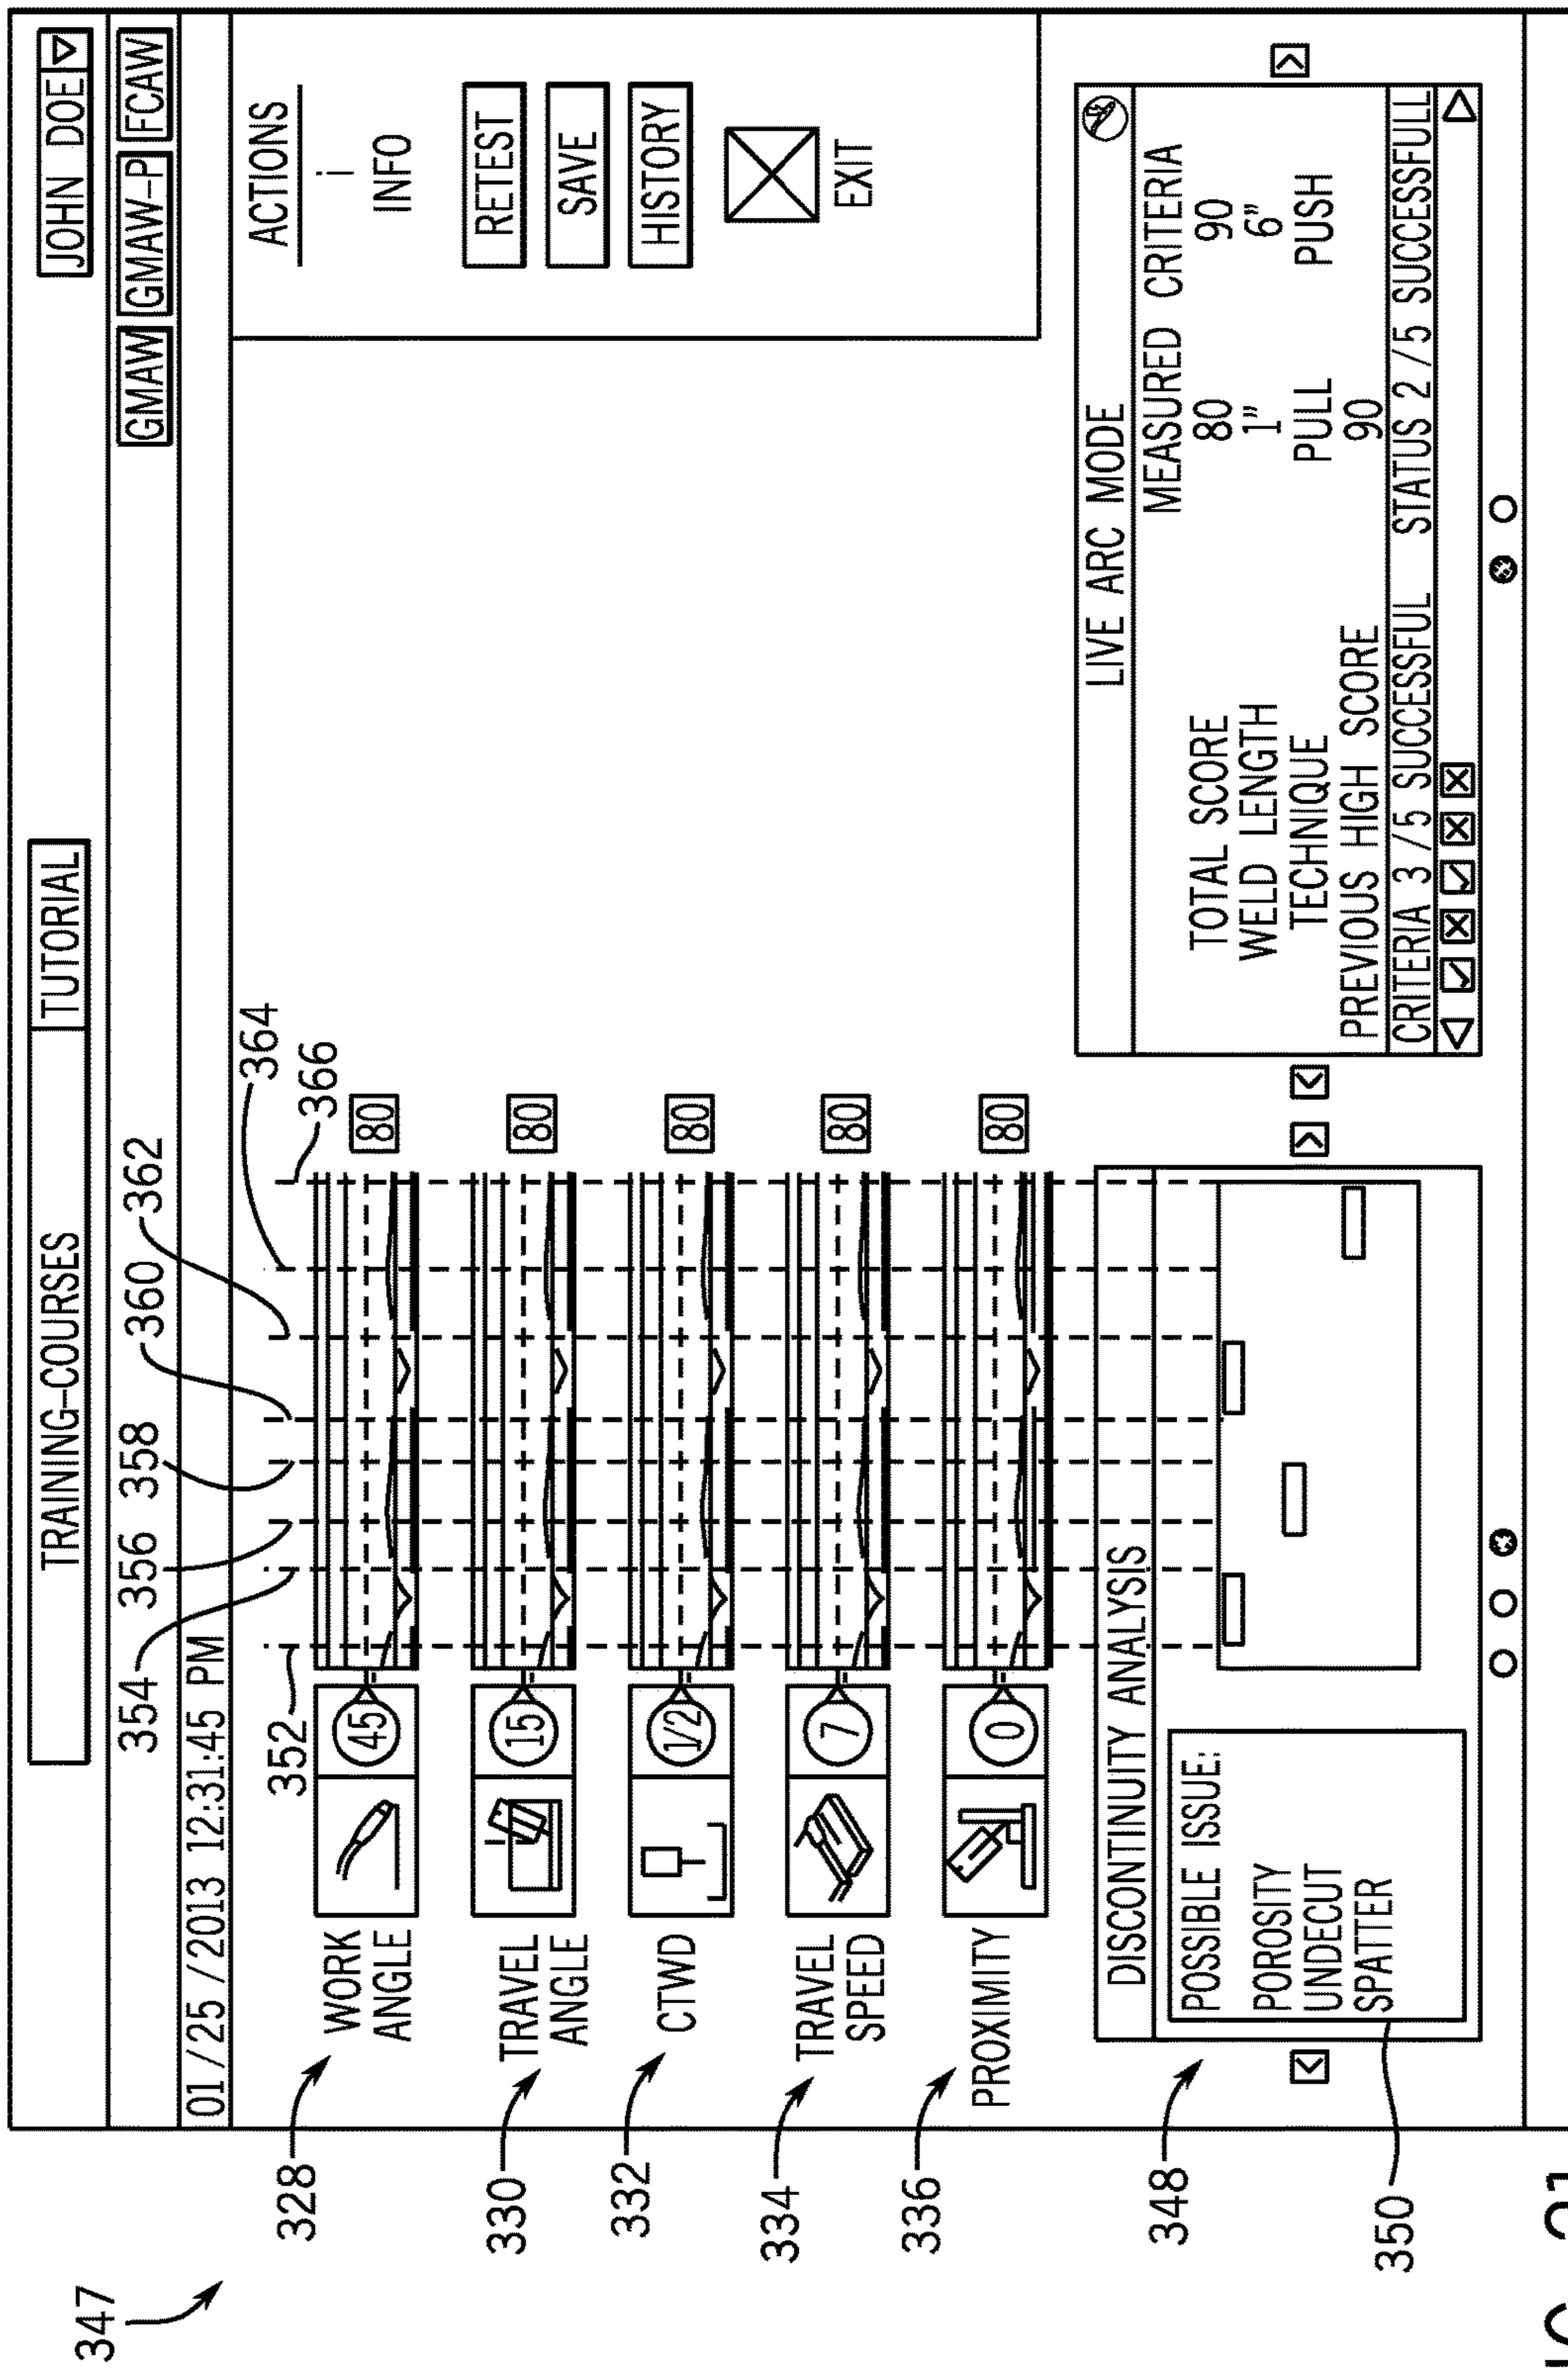 347
TRAINING-COURSES TUTORIAL JOHN DOE
GMAW GMAW-P FCAW
01/25/2013 12:31:45 PM
352 354 356 358 360 362 364 366
328 WORK ANGLE 45 80
330 TRAVEL ANGLE 15 80
332 CTWD 1/2 80
334 TRAVEL SPEED 7 80
336 PROXIMITY 0 80
ACTIONS
i
INFO
RETEST
SAVE
HISTORY
EXIT
348 DISCONTINUITY ANALYSIS
POSSIBLE ISSUE:
POROSITY
UNDECUT
SPATTER
350
LIVE ARC MODE
MEASURED CRITERIA
TOTAL SCORE 80 90
WELD LENGTH 1" 6"
TECHNIQUE PULL PUSH
PREVIOUS HIGH SCORE 90
CRITERIA 3/5 SUCCESSFUL STATUS 2/5 SUCCESSFULL